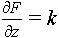 ∂F/∂z = k